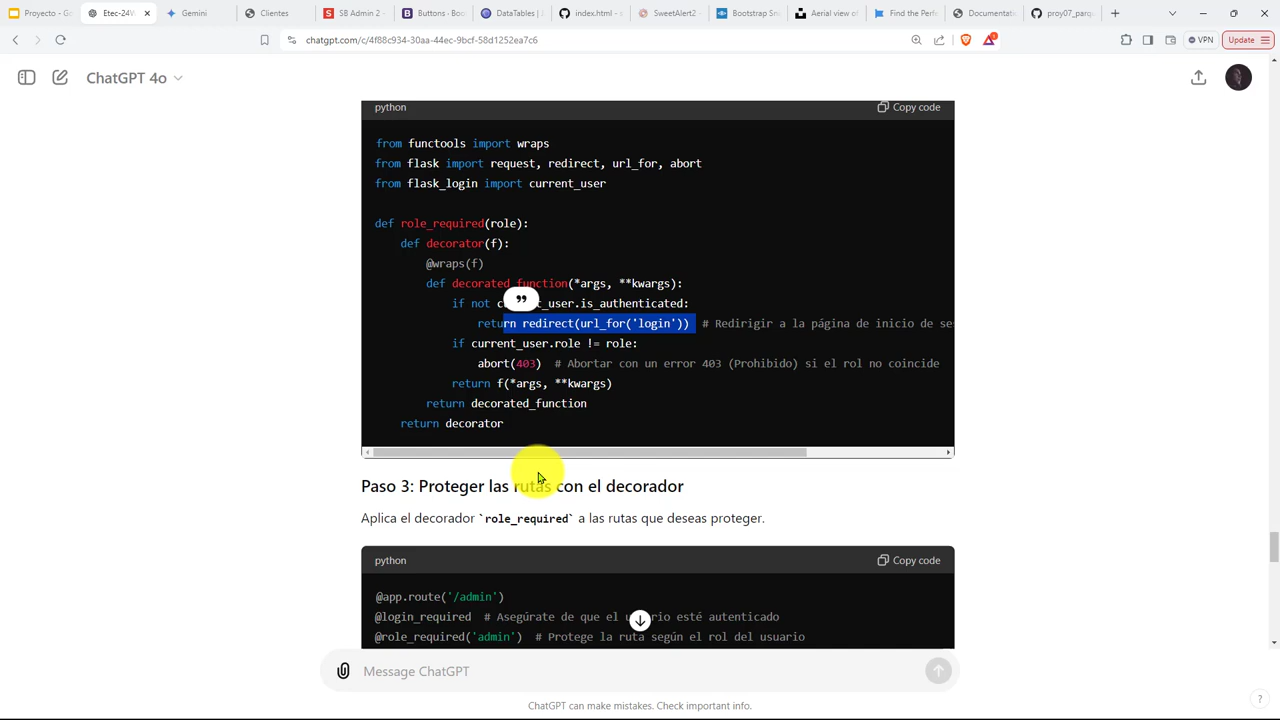 Proyecto - G
Etec-24W
Gemini
Clientes
SB Admin 2 -
Buttons - Boo
DataTables |
index.html -
SweetAlert2
Bootstrap Sni
Aerial view of
Find the Perfe
Documentati
proy07_parq
chatgpt.com/c/4f88c934-30aa-44ec-9bcf-58d1252ea7c6
VPN
Update
ChatGPT 4o
python
Copy code
from functools import wraps
from flask import request, redirect, url_for, abort
from flask_login import current_user
def role_required(role):
def decorator(f):
@wraps(f)
def decorated_function(*args, **kwargs):
if not c t_user.is_authenticated:
return redirect(url_for('login')) # Redirigir a la página de inicio de se
if current_user.role != role:
abort(403) # Abortar con un error 403 (Prohibido) si el rol no coincide
return f(*args, **kwargs)
return decorated_function
return decorator
Paso 3: Proteger las rutas con el decorador
Aplica el decorador `role_required` a las rutas que deseas proteger.
python
Copy code
@app.route('/admin')
@login_required # Asegúrate de que el u rio esté autenticado
@role_required('admin') # Protege la ruta según el rol del usuario
Message ChatGPT
ChatGPT can make mistakes. Check important info.
?